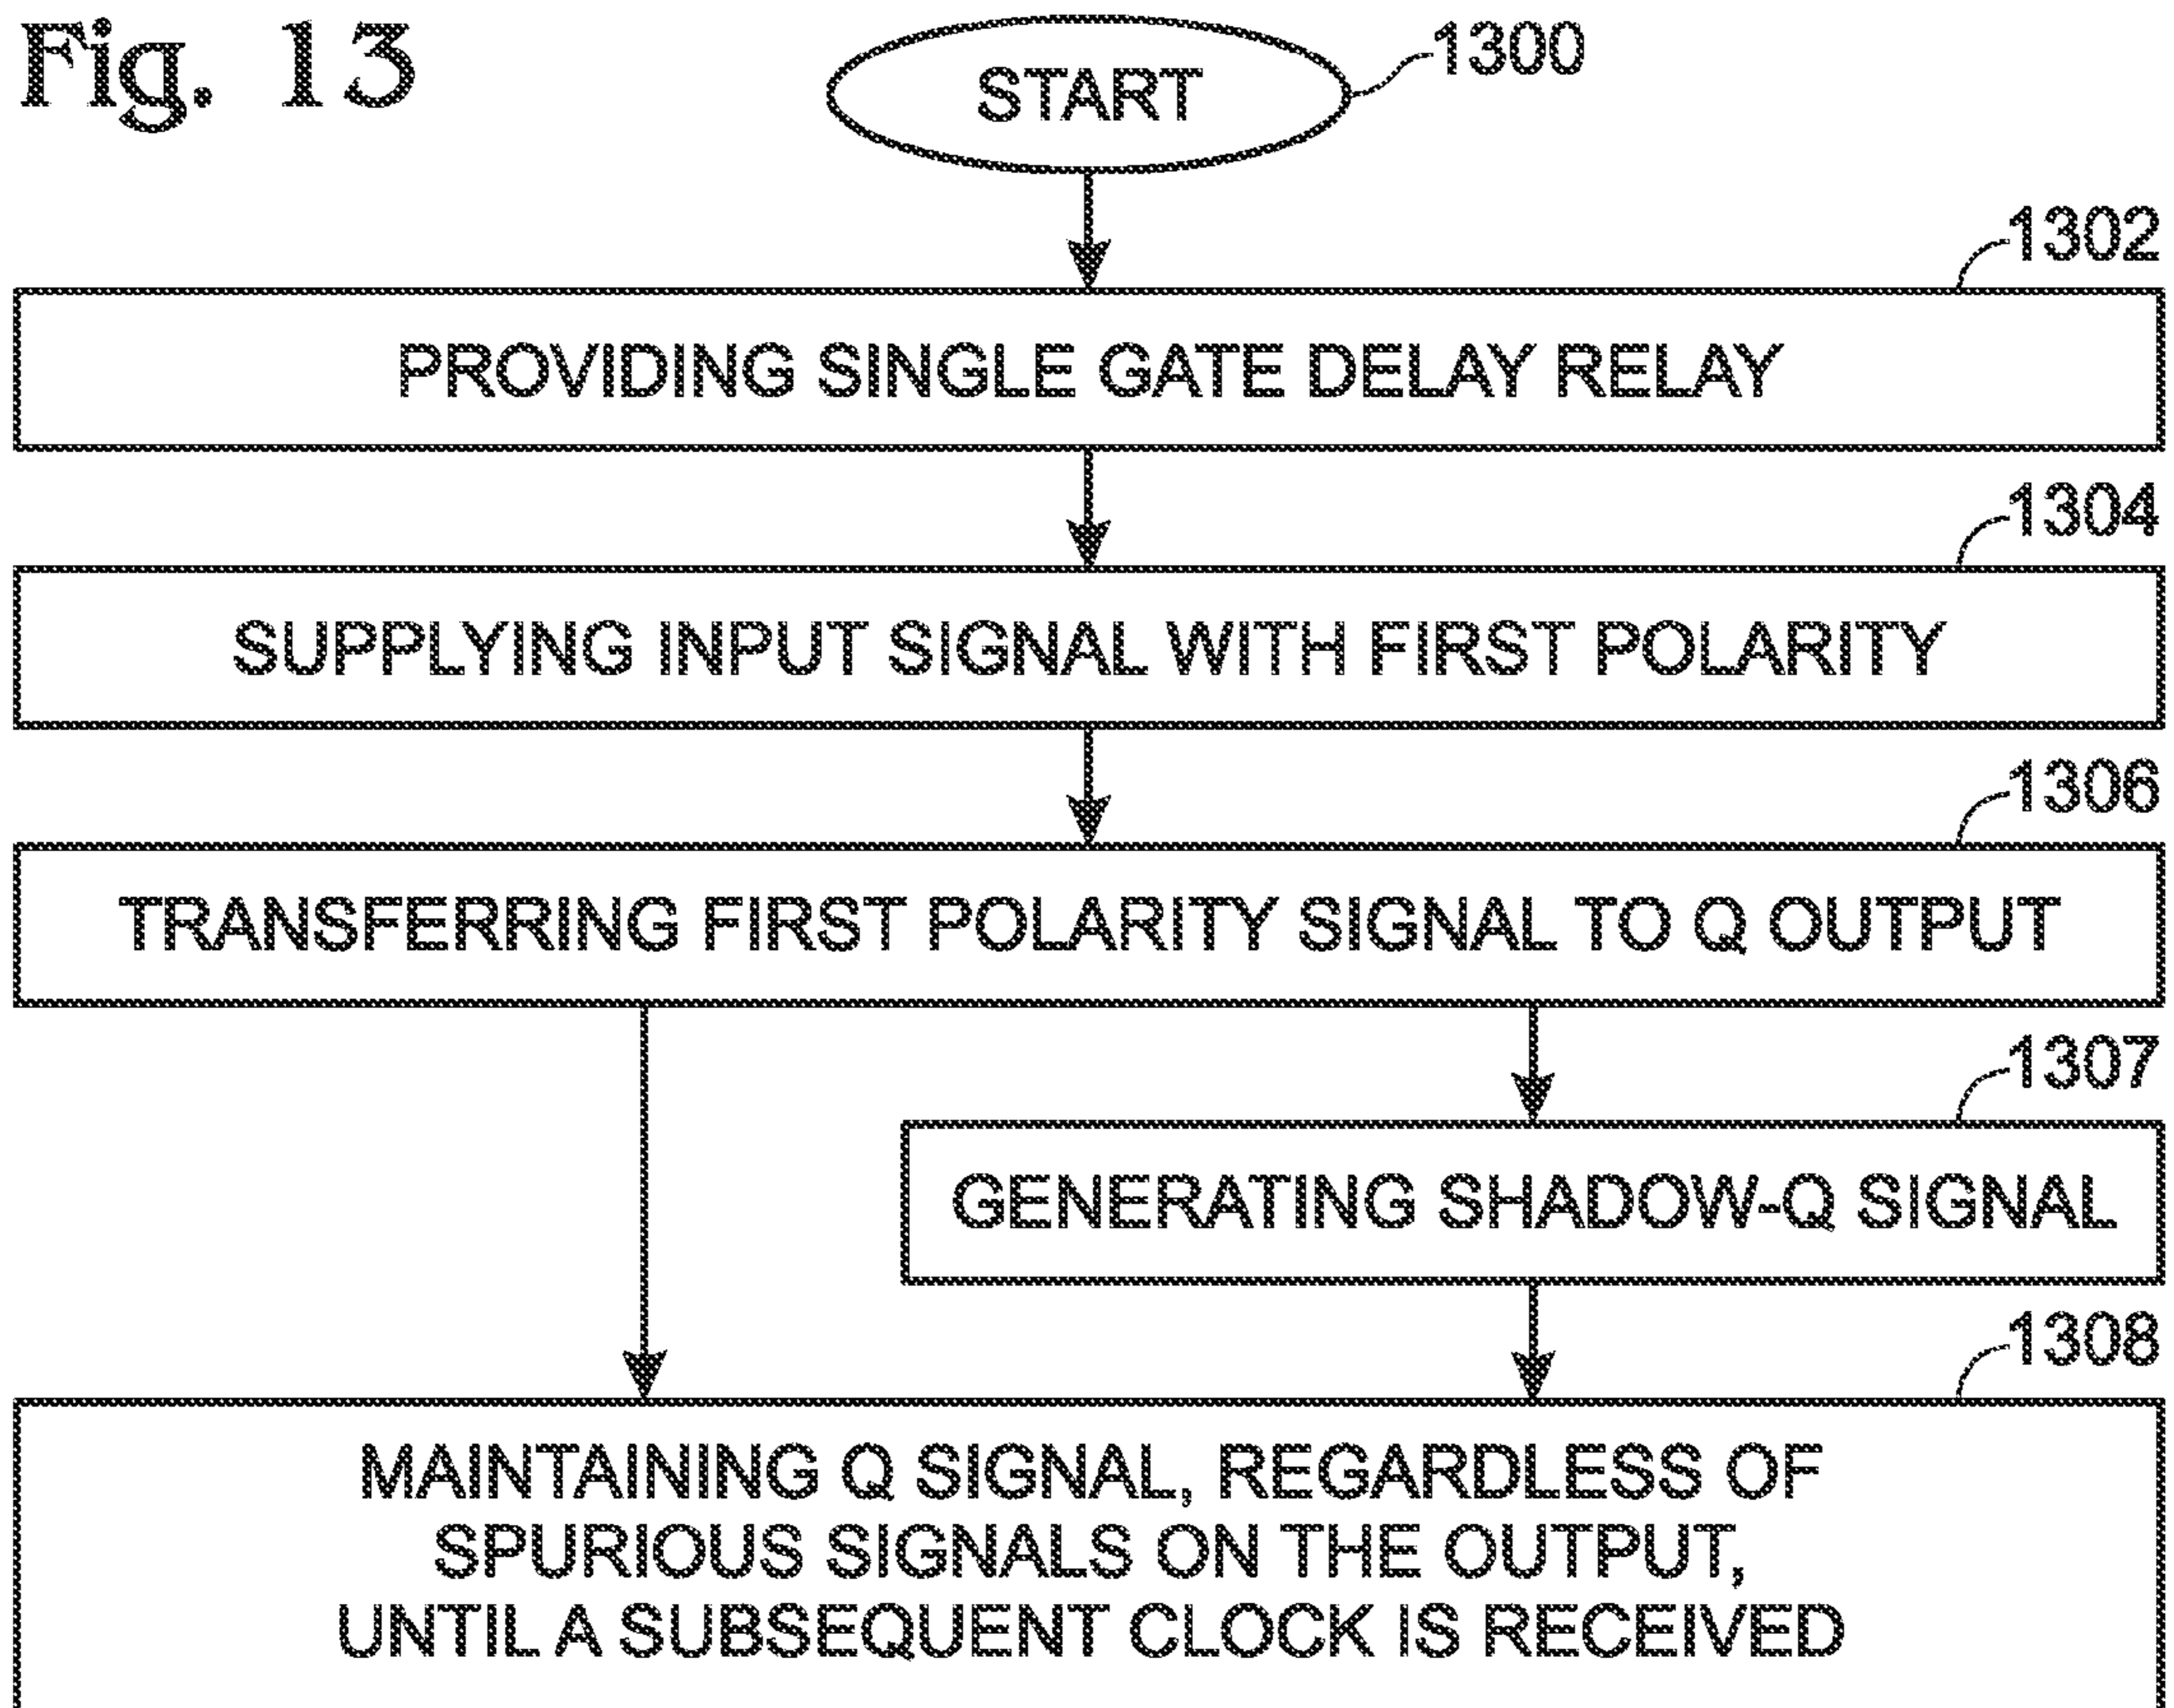 Fig. 13
START
1300
1302
PROVIDING SINGLE GATE DELAY RELAY
1304
SUPPLYING INPUT SIGNAL WITH FIRST POLARITY
1306
TRANSFERRING FIRST POLARITY SIGNAL TO Q OUTPUT
1307
GENERATING SHADOW-Q SIGNAL
1308
MAINTAINING Q SIGNAL, REGARDLESS OF
SPURIOUS SIGNALS ON THE OUTPUT,
UNTIL A SUBSEQUENT CLOCK IS RECEIVED